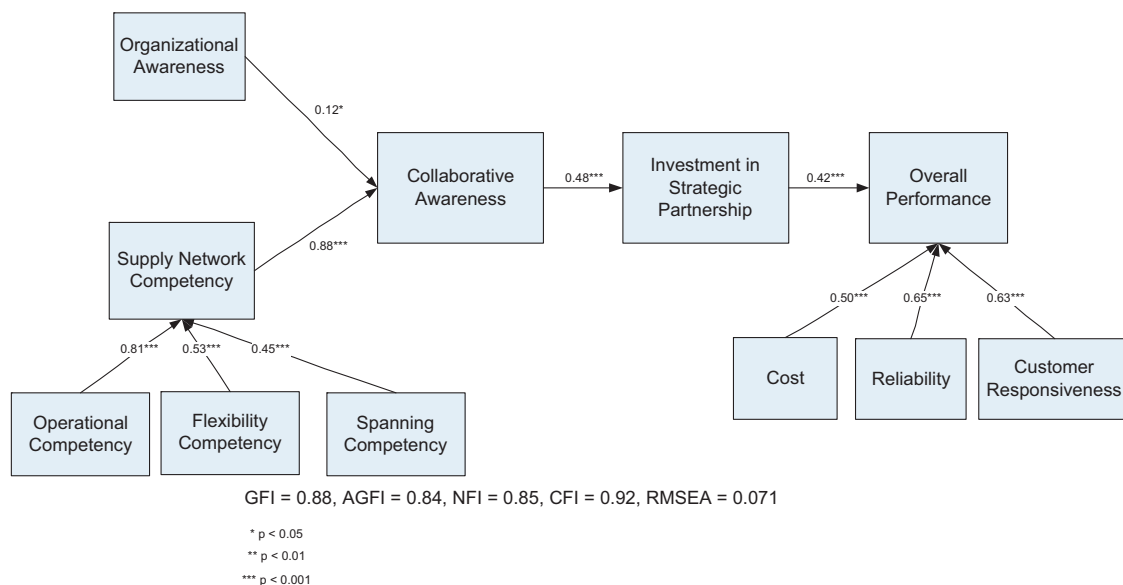 Organizational
Awareness
0.12*
Collaborative
Awareness
0.48***
Investment in
Strategic
Partnership
0.42***
Overall
Performance
Supply Network
Competency
0.88***
0.81***
0.53***
0.45***
0.50***
0.65***
0.63***
Operational
Competency
Flexibility
Competency
Spanning
Competency
Cost
Reliability
Customer
Responsiveness
GFI = 0.88, AGFI = 0.84, NFI = 0.85, CFI = 0.92, RMSEA = 0.071
* p < 0.05
** p < 0.01
*** p < 0.001